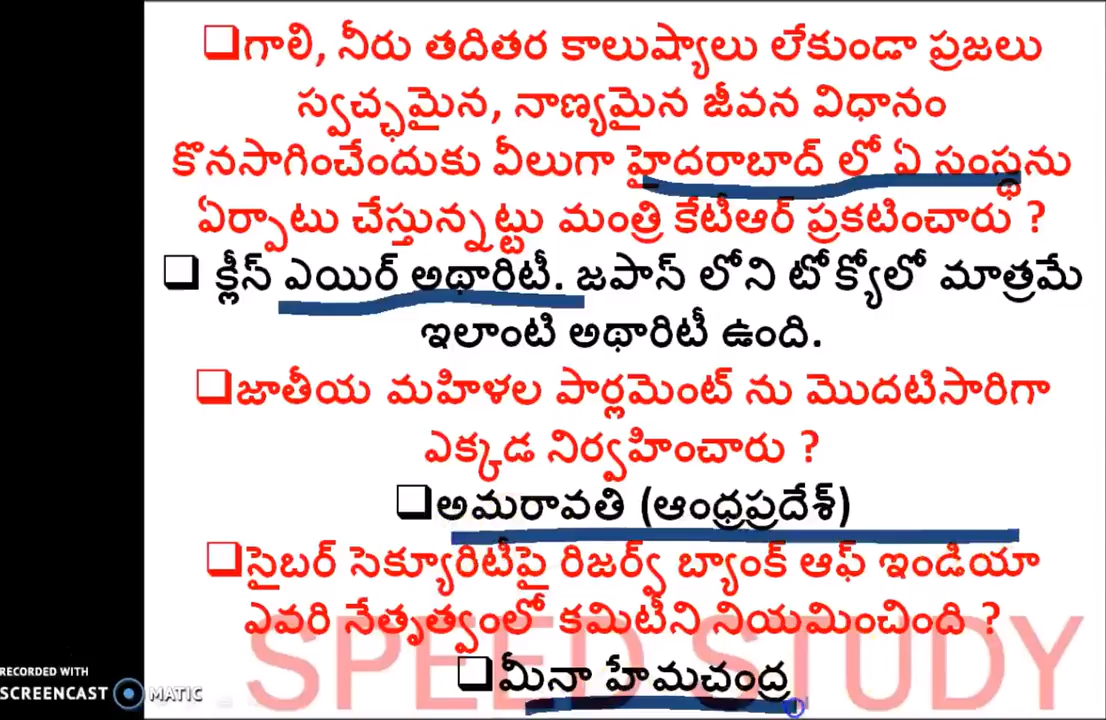 ❑గాలి, నీరు తదితర కాలుష్యాలు లేకుండా ప్రజలు
స్వచ్ఛమైన, నాణ్యమైన జీవన విధానం
కొనసాగించేందుకు వీలుగా హైదరాబాద్ లో ఏ సంస్థను
ఏర్పాటు చేస్తున్నట్టు మంత్రి కేటీఆర్ ప్రకటించారు ?
❑ క్లీన్ ఎయిర్ అథారిటీ. జపాన్ లోని టోక్యోలో మాత్రమే
ఇలాంటి అథారిటీ ఉంది.
❑జాతీయ మహిళల పార్లమెంట్ ను మొదటిసారిగా
ఎక్కడ నిర్వహించారు ?
❑అమరావతి (ఆంధ్రప్రదేశ్)
❑సైబర్ సెక్యూరిటీపై రిజర్వ్ బ్యాంక్ ఆఫ్ ఇండియా
ఎవరి నేతృత్వంలో కమిటీని నియమించింది ?
SPEED STUDY
❑మీనా హేమచంద్ర
RECORDED WITH
SCREENCAST MATIC